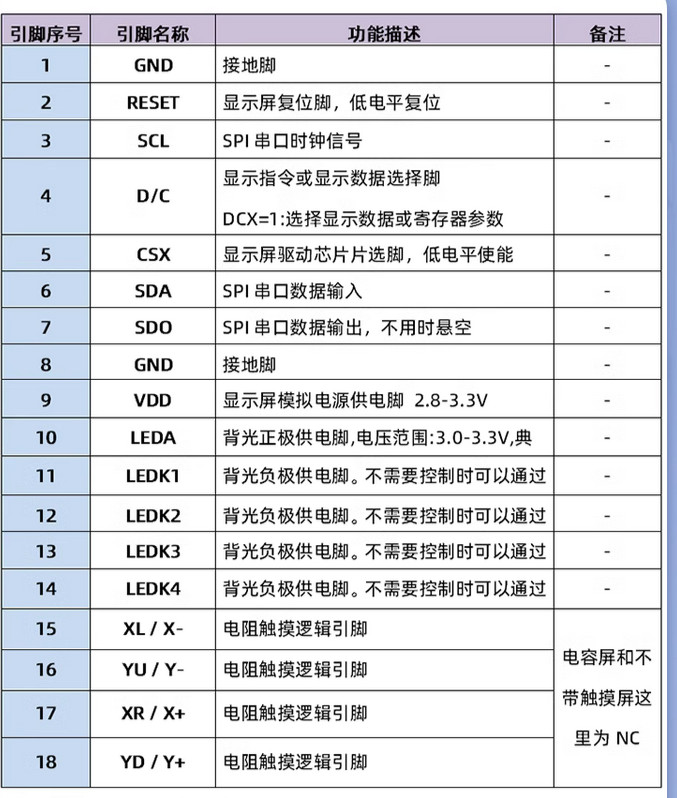 引脚序号 引脚名称 功能描述 备注
1 GND 接地脚 -
2 RESET 显示屏复位脚，低电平复位 -
3 SCL SPI 串口时钟信号 -
4 D/C 显示指令或显示数据选择脚 -
DCX=1:选择显示数据或寄存器参数
5 CSX 显示屏驱动芯片片选脚，低电平使能 -
6 SDA SPI 串口数据输入 -
7 SDO SPI 串口数据输出，不用时悬空 -
8 GND 接地脚 -
9 VDD 显示屏模拟电源供电脚 2.8-3.3V -
10 LEDA 背光正极供电脚,电压范围:3.0-3.3V,典 -
11 LEDK1 背光负极供电脚。不需要控制时可以通过 -
12 LEDK2 背光负极供电脚。不需要控制时可以通过 -
13 LEDK3 背光负极供电脚。不需要控制时可以通过 -
14 LEDK4 背光负极供电脚。不需要控制时可以通过 -
15 XL / X- 电阻触摸逻辑引脚
16 YU / Y- 电阻触摸逻辑引脚
17 XR / X+ 电阻触摸逻辑引脚
18 YD / Y+ 电阻触摸逻辑引脚
电容屏和不
带触摸屏这
里为 NC